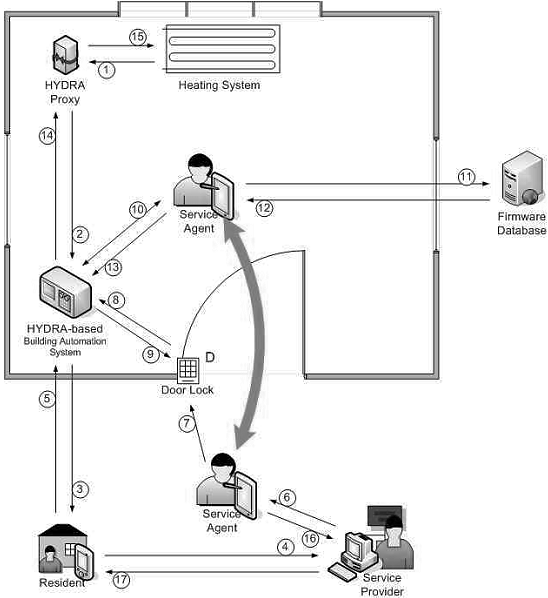 15
1
HYDRA
Proxy
Heating System
14
11
Service
Agent
12
Firmware
Database
10
2
13
HYDRA-based
Building Automation
System
8
9
D
Door Lock
5
7
3
6
Service
Agent
4
16
Resident
17
Service
Provider